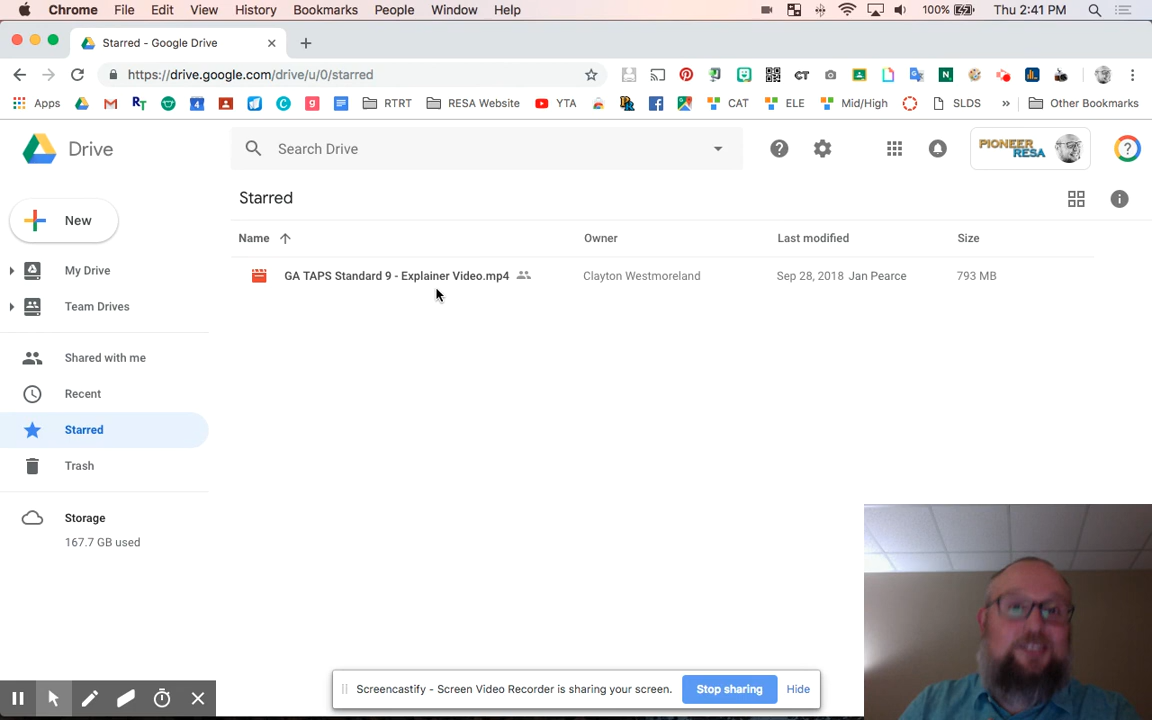 Chrome File Edit View History Bookmarks People Window Help 100% Thu 2:41 PM
Starred - Google Drive
https://drive.google.com/drive/u/0/starred
Apps RT 4 C g RTRT RESA Website YTA CAT ELE Mid/High SLDS » Other Bookmarks
Drive Search Drive PIONEER RESA
Starred
New
Name Owner Last modified Size
My Drive
GA TAPS Standard 9 - Explainer Video.mp4 Clayton Westmoreland Sep 28, 2018 Jan Pearce 793 MB
Team Drives
Shared with me
Recent
Starred
Trash
Storage
167.7 GB used
Screencastify - Screen Video Recorder is sharing your screen. Stop sharing Hide